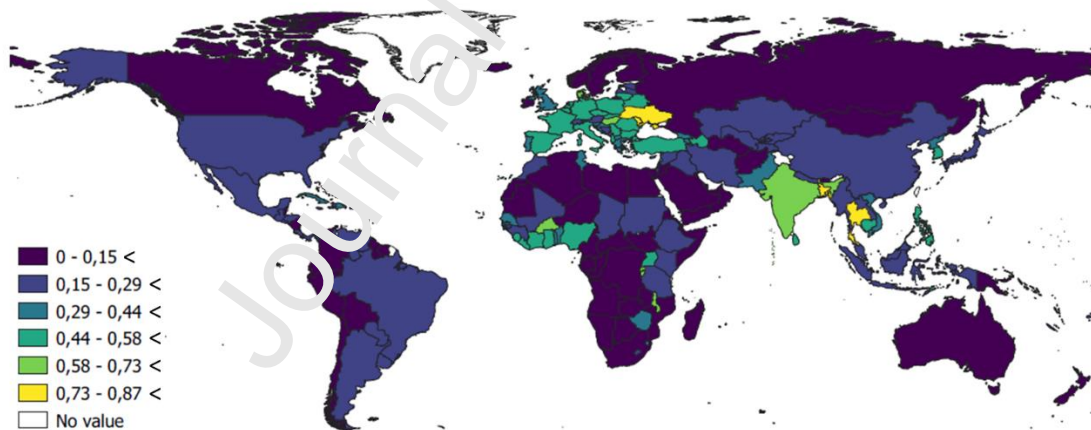 Journal
0 - 0,15 <
0,15 - 0,29 <
0,29 - 0,44 <
0,44 - 0,58 <
0,58 - 0,73 <
0,73 - 0,87 <
No value